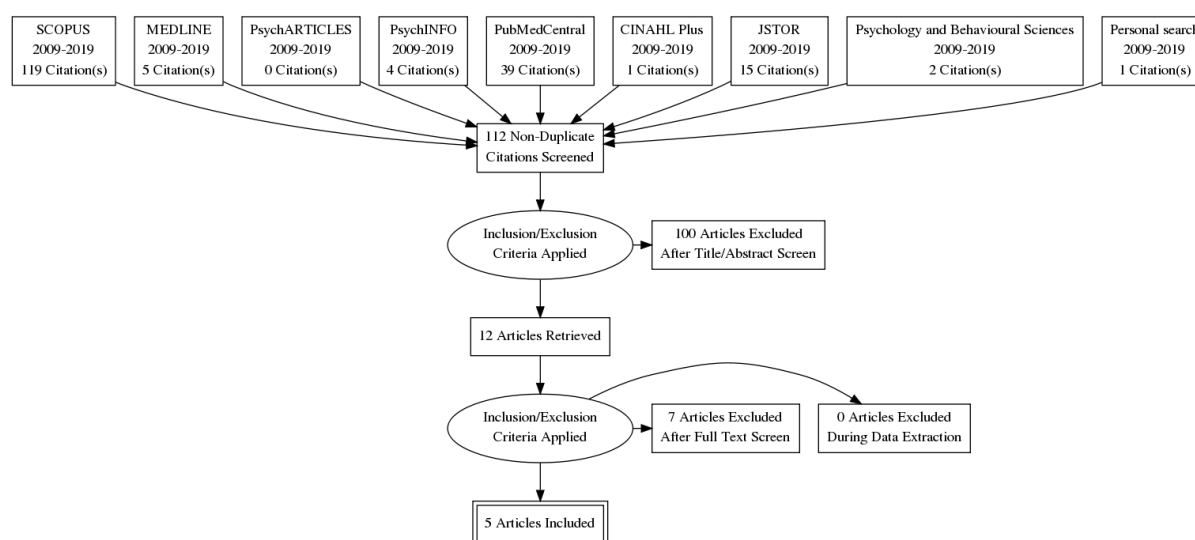 SCOPUS
2009-2019
119 Citation(s)
MEDLINE
2009-2019
5 Citation(s)
PsychARTICLES
2009-2019
0 Citation(s)
PsychINFO
2009-2019
4 Citation(s)
PubMedCentral
2009-2019
39 Citation(s)
CINAHL Plus
2009-2019
1 Citation(s)
JSTOR
2009-2019
15 Citation(s)
Psychology and Behavioural Sciences
2009-2019
2 Citation(s)
Personal search
2009-2019
1 Citation(s)
112 Non-Duplicate
Citations Screened
Inclusion/Exclusion
Criteria Applied
100 Articles Excluded
After Title/Abstract Screen
12 Articles Retrieved
Inclusion/Exclusion
Criteria Applied
7 Articles Excluded
After Full Text Screen
0 Articles Excluded
During Data Extraction
5 Articles Included